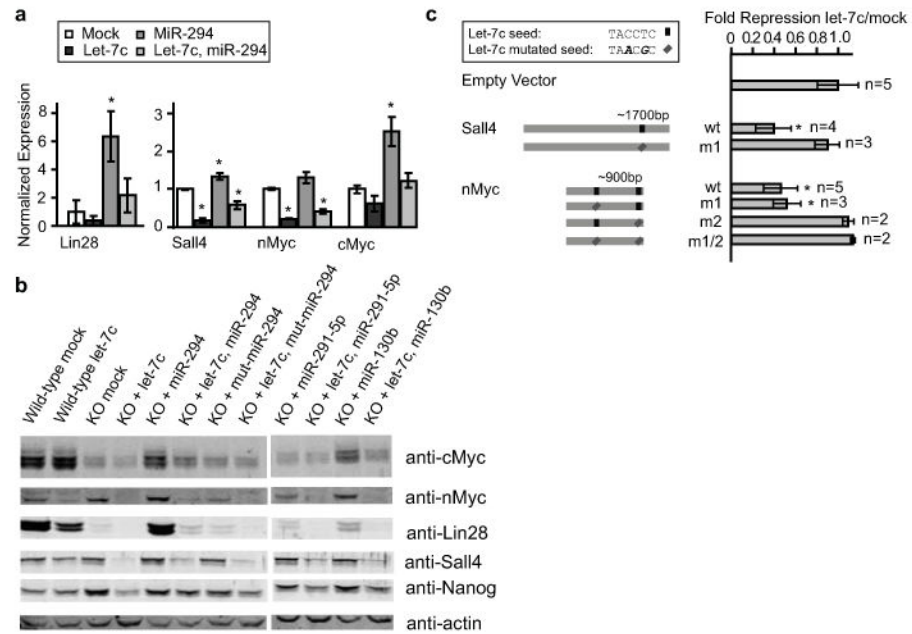 a
Mock
MiR-294
Let-7c
Let-7c, miR-294
Normalized Expression
8
6
4
2
0
Lin28
3
2
1
0
Sall4
nMyc
cMyc
*
*
*
*
*
*
*
b
Wild-type mock
Wild-type let-7c
KO mock
KO + let-7c
KO + miR-294
KO + let-7c, miR-294
KO + mut-miR-294
KO + let-7c, mut-miR-294
KO + miR-291-5p
KO + let-7c, miR-291-5p
KO + miR-130b
KO + let-7c, miR-130b
anti-cMyc
anti-nMyc
anti-Lin28
anti-Sall4
anti-Nanog
anti-actin
c
Let-7c seed: TACCTC
Let-7c mutated seed: TAACGC
Fold Repression let-7c/mock
0 0.2 0.4 0.6 0.8 1.0
Empty Vector
n=5
~1700bp
Sall4
wt * n=4
m1 n=3
~900bp
nMyc
wt * n=5
m1 * n=3
m2 n=2
m1/2 n=2